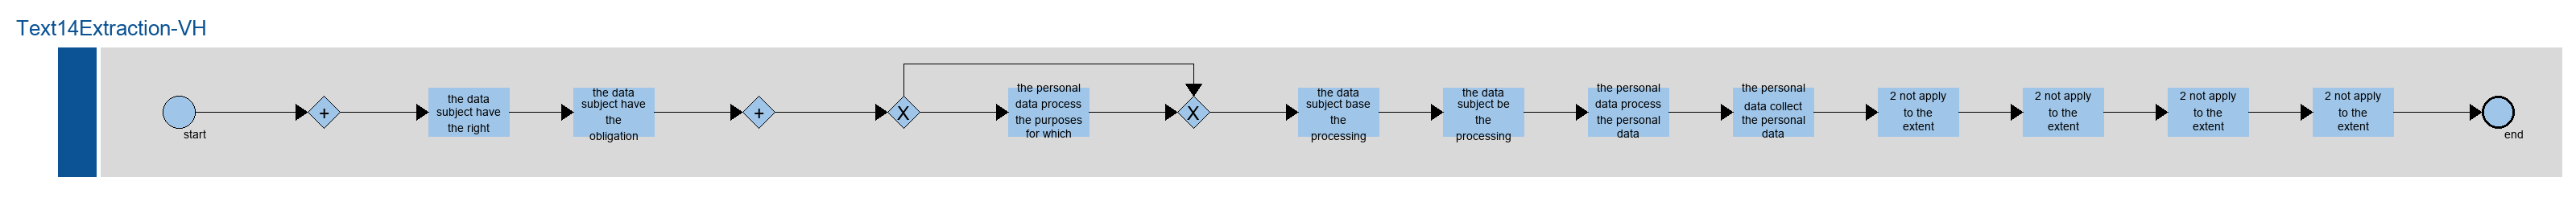 Text14Extraction-VH
start
+
the data
subject have
the right
the data
subject have
the
obligation
+
X
the personal
data process
the purposes
for which
X
the data
subject base
the
processing
the data
subject be
the
processing
the personal
data process
the personal
data
the personal
data collect
the personal
data
2 not apply
to the
extent
2 not apply
to the
extent
2 not apply
to the
extent
2 not apply
to the
extent
end